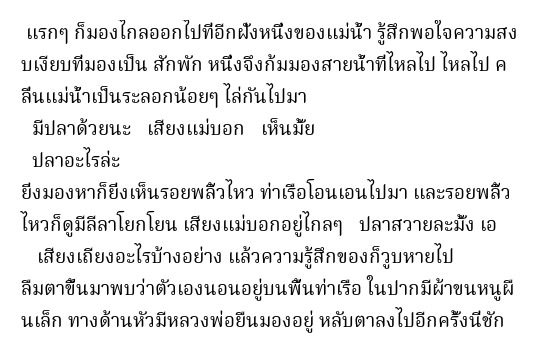 แรกๆ ก็มองไกลออกไปที่อีกฝั่งหนึ่งของแม่น้ำ รู้สึกพอใจความสง
บเงียบที่มองเป็น สักพัก หนึ่งจึงก้มมองสายน้ำที่ไหลไป ไหลไป ค
ลื่นแม่น้ำเป็นระลอกน้อยๆ ไล่กันไปมา
มีปลาด้วยนะ เสียงแม่บอก เห็นมั้ย
ปลาอะไรล่ะ
ยิ่งมองหาก็ยิ่งเห็นรอยพลิ้วไหว ท่าเรือโอนเอนไปมา และรอยพลิ้ว
ไหวก็ดูมีลีลาโยกโยน เสียงแม่บอกอยู่ไกลๆ ปลาสวายละมั้ง เอ
เสียงเถียงอะไรบ้างอย่าง แล้วความรู้สึกของก็วูบหายไป
ลืมตาขึ้นมาพบว่าตัวเองนอนอยู่บนพื้นท่าเรือ ในปากมีผ้าขนหนูผื
นเล็ก ทางด้านหัวมีหลวงพ่อยืนมองอยู่ หลับตาลงไปอีกครั้งนี่ชัก